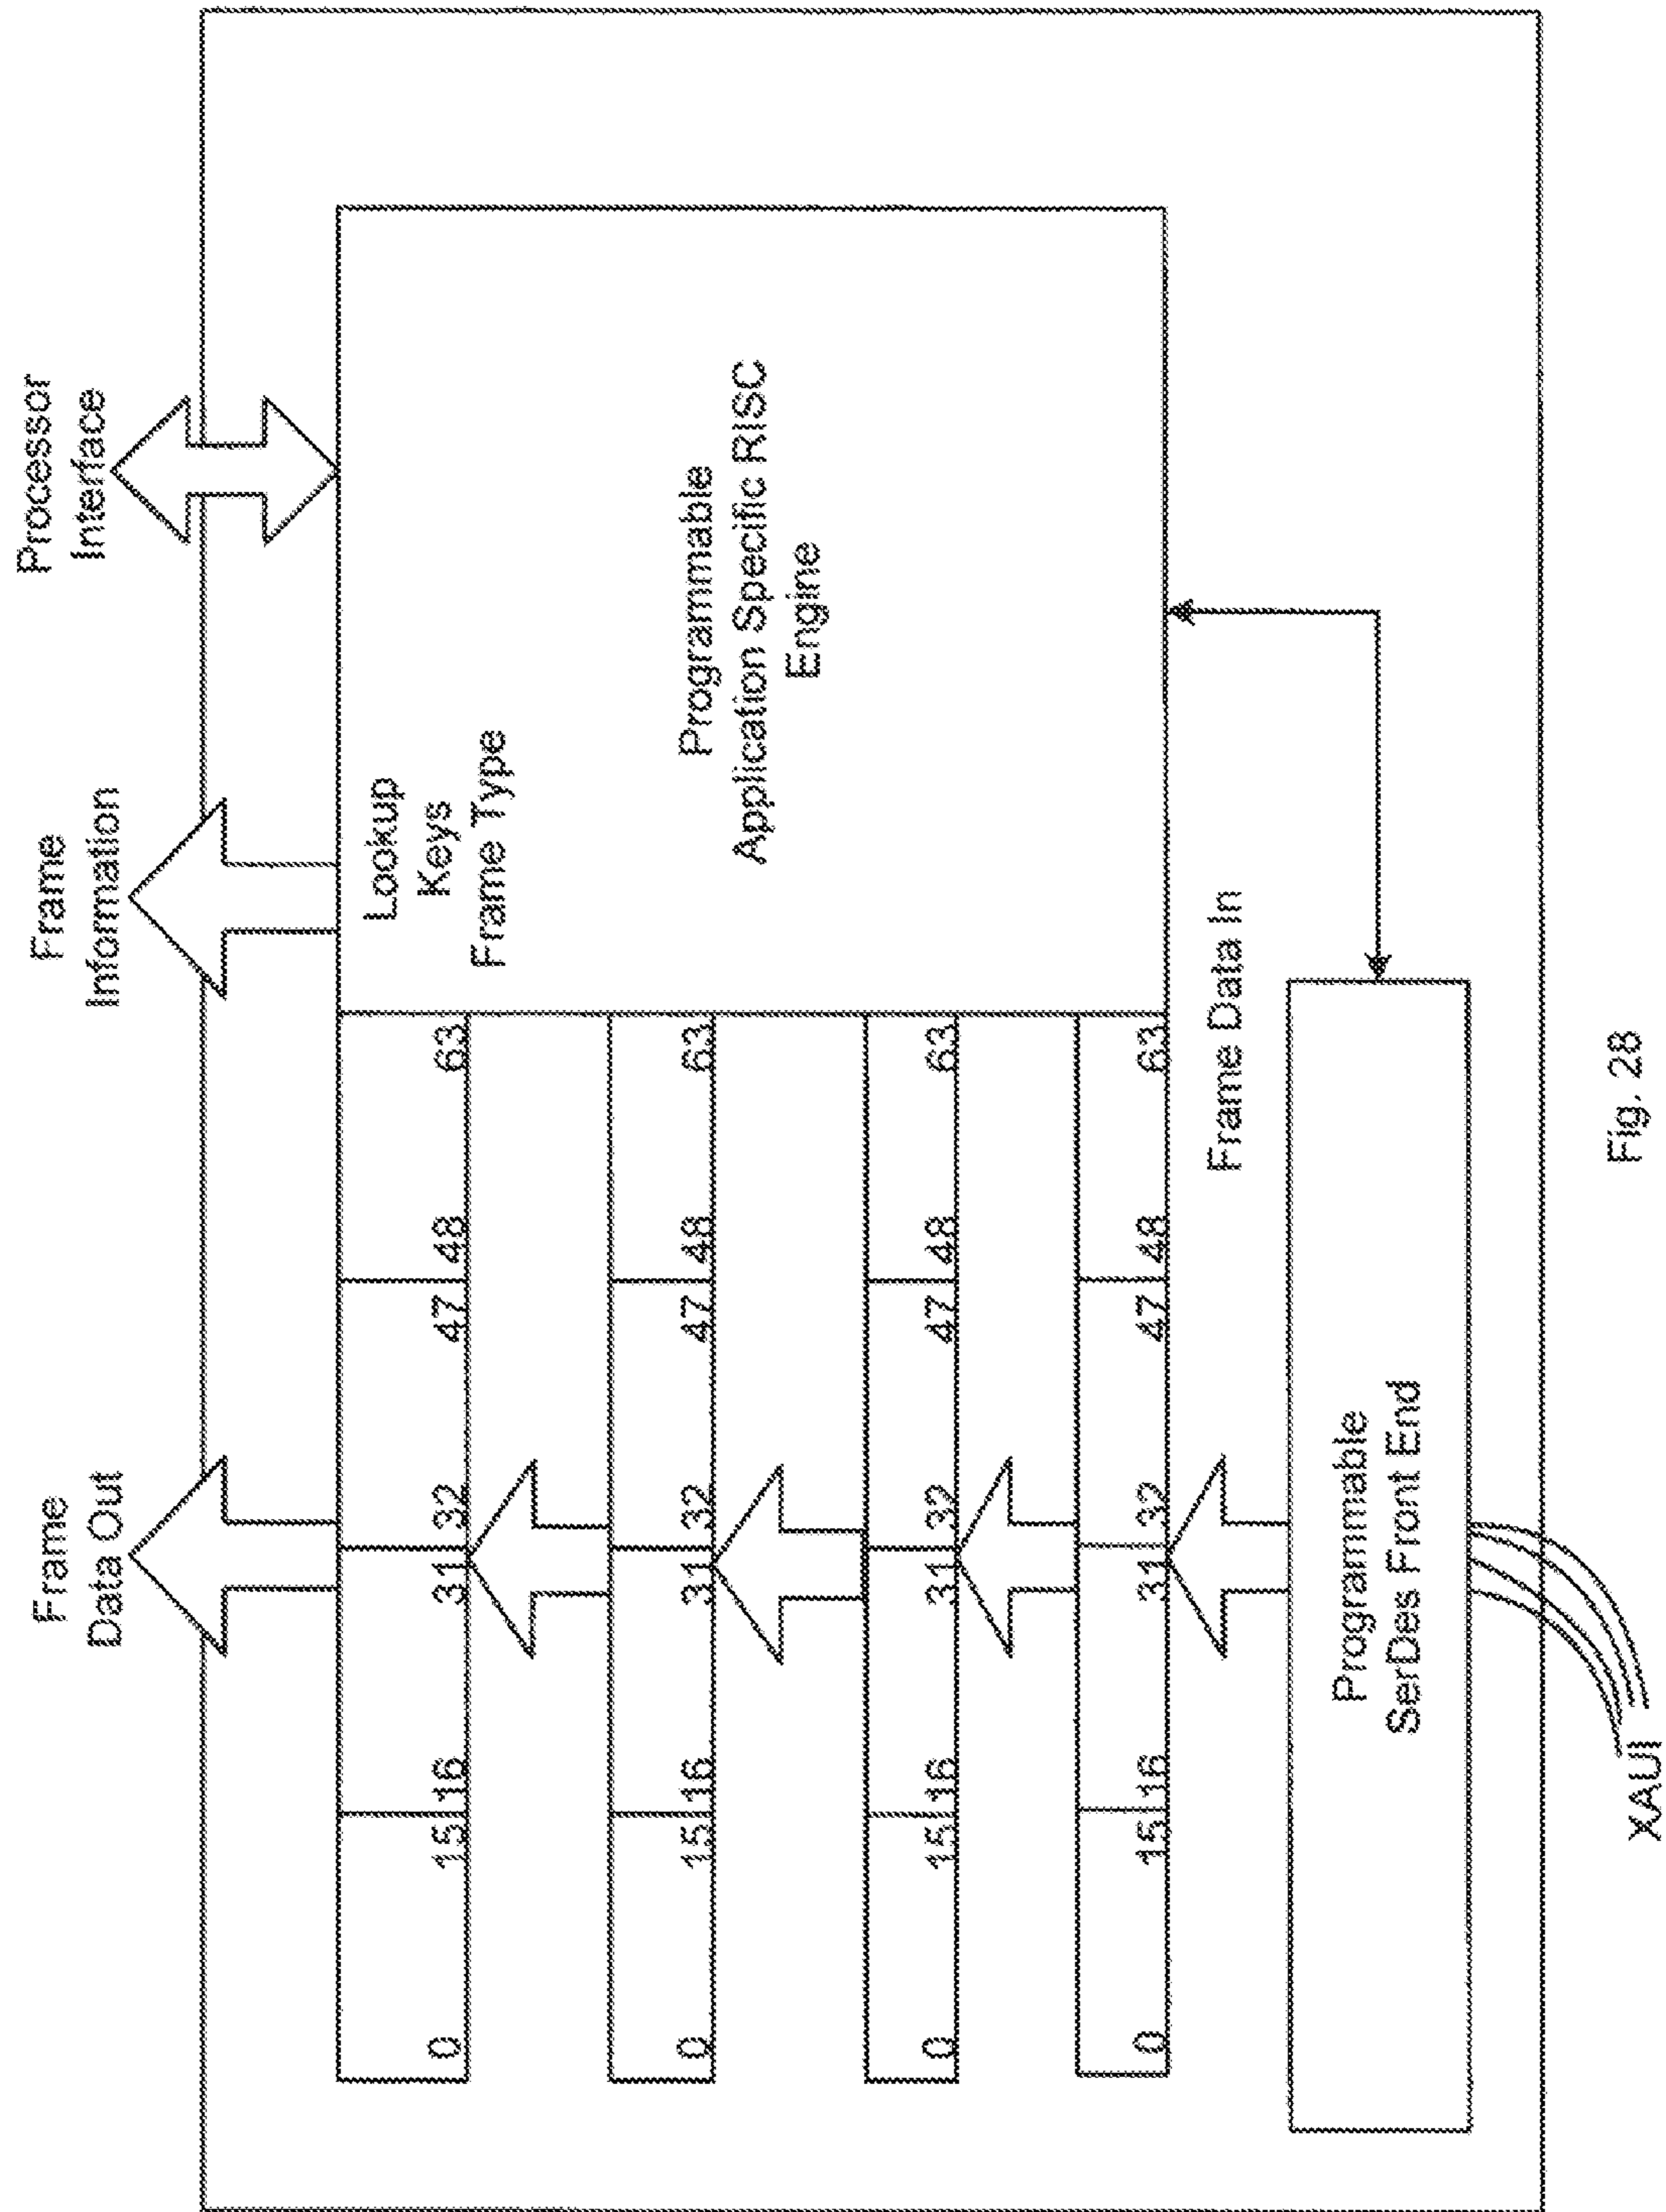 Frame
Data Out
Frame
Information
Processor
Interface
Lookup
Keys
Frame Type
0 15 16 31 32 47 48 63
0 15 16 31 32 47 48 63
0 15 16 31 32 47 48 63
0 15 16 31 32 47 48 63
Programmable
Application Specific RISC
Engine
Frame Data In
Programmable
SerDes Front End
XAUI
Fig. 28